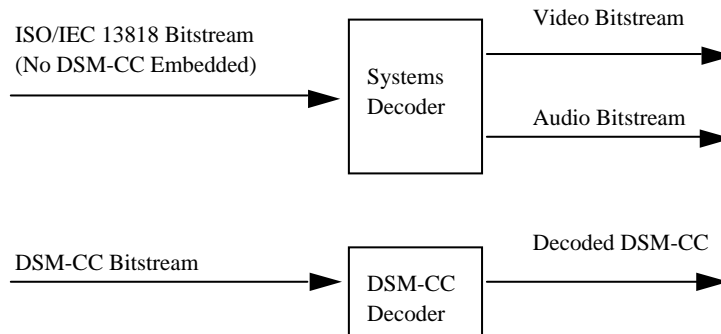 ISO/IEC 13818 Bitstream
(No DSM-CC Embedded)
Systems
Decoder
Video Bitstream
Audio Bitstream
DSM-CC Bitstream
DSM-CC
Decoder
Decoded DSM-CC